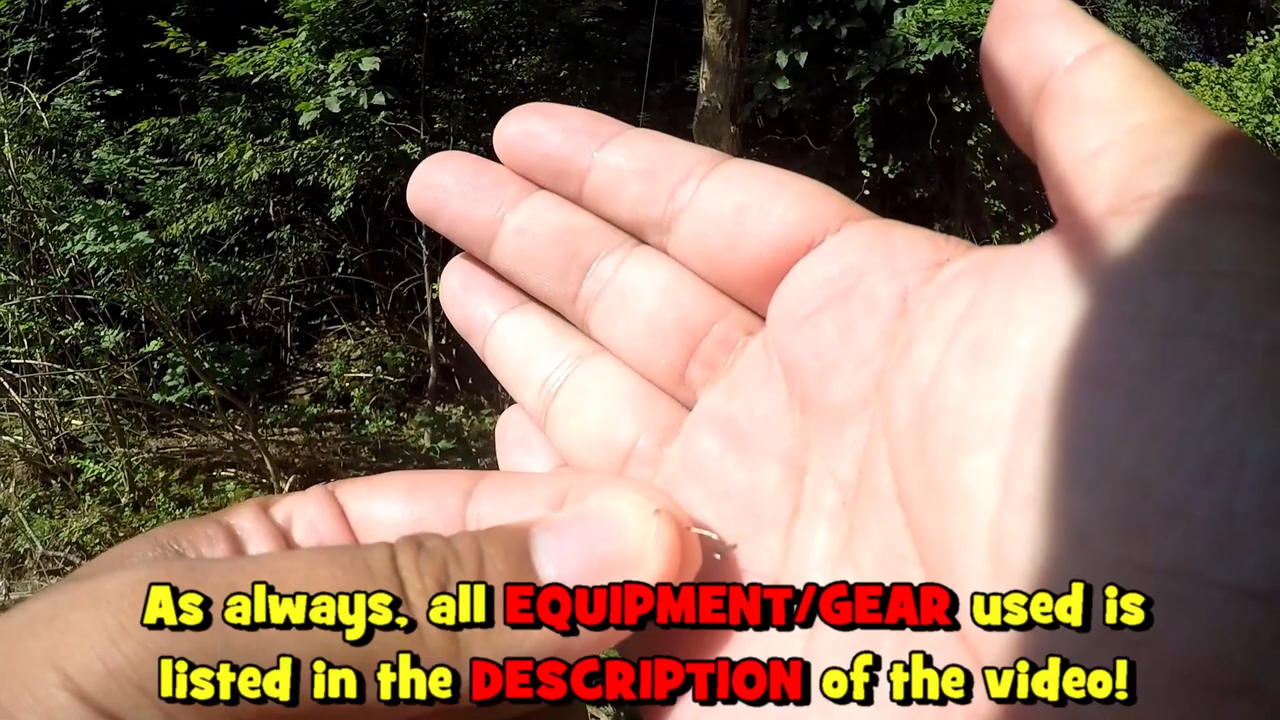 As always, all EQUIPMENT/GEAR used is
listed in the DESCRIPTION of the video!